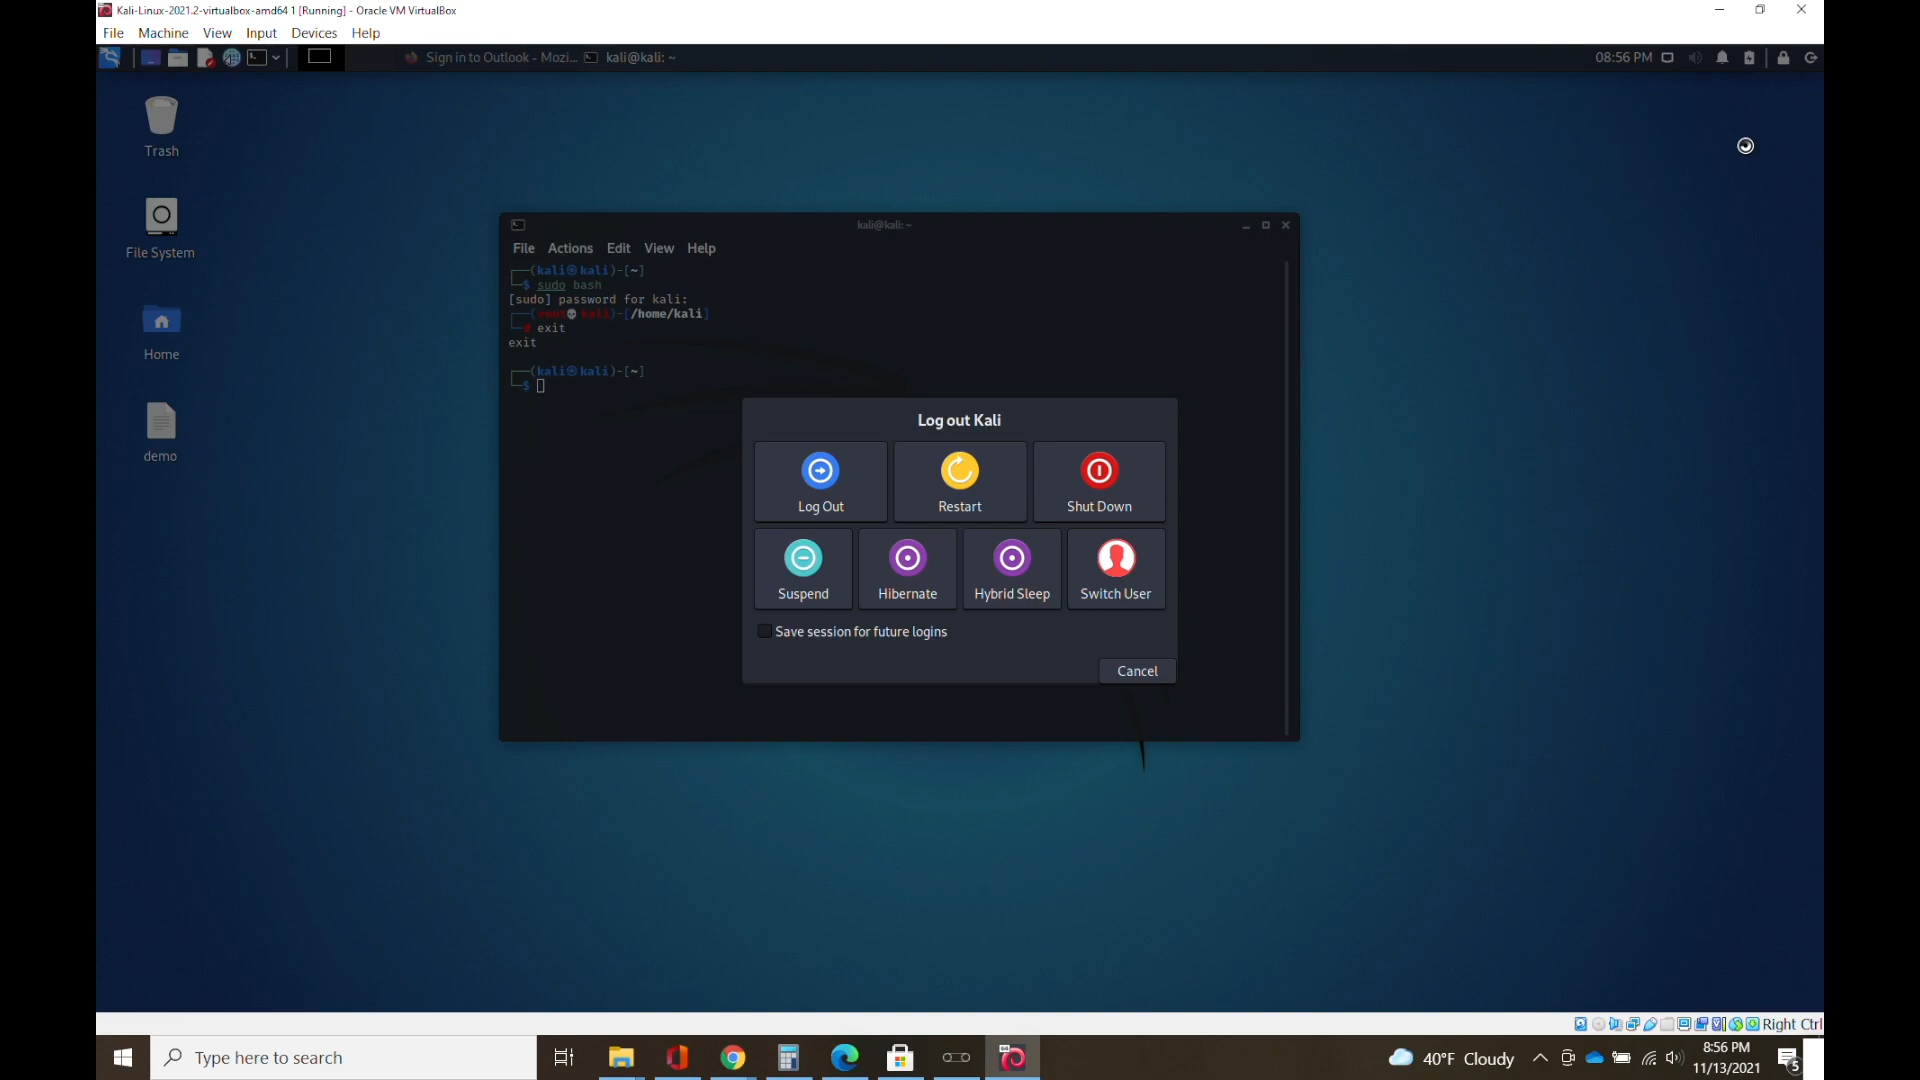 Kali-Linux-2021.2-virtualbox-amd64 1 [Running] - Oracle VM VirtualBox
File Machine View Input Devices Help
Sign in to Outlook - Mozi... kali@kali: ~ 08:56 PM
Trash
File System
Home
demo
kali@kali: ~
File Actions Edit View Help
(kali㉿kali)-[~]
$ sudo bash
[sudo] password for kali:
(root💀kali)-[/home/kali]
# exit
exit
(kali㉿kali)-[~]
$
Log out Kali
Log Out Restart Shut Down
Suspend Hibernate Hybrid Sleep Switch User
Save session for future logins
Cancel
Right Ctrl
Type here to search 40°F Cloudy 8:56 PM
11/13/2021 5